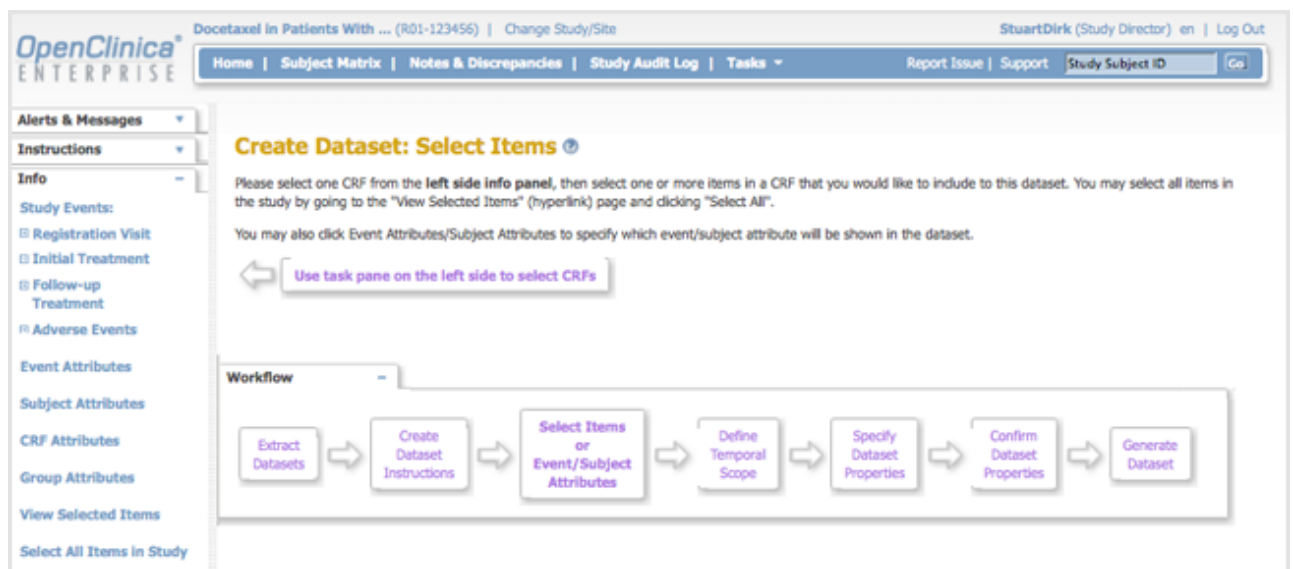 OpenClinica®
ENTERPRISE
Docetaxel in Patients With ... (R01-123456) | Change Study/Site
StuartDirk (Study Director) en | Log Out
Home | Subject Matrix | Notes & Discrepancies | Study Audit Log | Tasks
Report Issue | Support Study Subject ID Go
Alerts & Messages
Instructions
Info
Study Events:
Registration Visit
Initial Treatment
Follow-up
Treatment
Adverse Events
Event Attributes
Subject Attributes
CRF Attributes
Group Attributes
View Selected Items
Select All Items in Study
Create Dataset: Select Items
Please select one CRF from the left side info panel, then select one or more items in a CRF that you would like to include to this dataset. You may select all items in
the study by going to the "View Selected Items" (hyperlink) page and clicking "Select All".
You may also click Event Attributes/Subject Attributes to specify which event/subject attribute will be shown in the dataset.
Use task pane on the left side to select CRFs
Workflow
Extract
Datasets
Create
Dataset
Instructions
Select Items
or
Event/Subject
Attributes
Define
Temporal
Scope
Specify
Dataset
Properties
Confirm
Dataset
Properties
Generate
Dataset